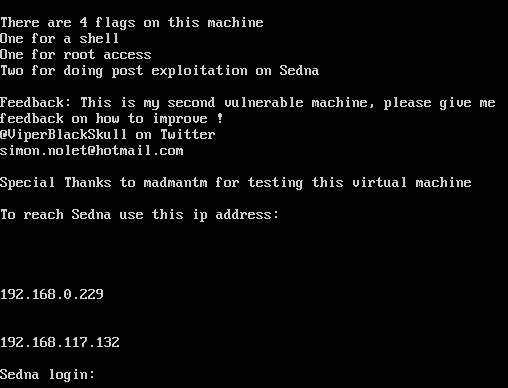 There are 4 flags on this machine
One for a shell
One for root access
Two for doing post exploitation on Sedna
Feedback: This is my second vulnerable machine, please give me
feedback on how to improve !
@ViperBlackSkull on Twitter
simon.nolet@hotmail.com
Special Thanks to madmantm for testing this virtual machine
To reach Sedna use this ip address:
192.168.0.229
192.168.117.132
Sedna login: